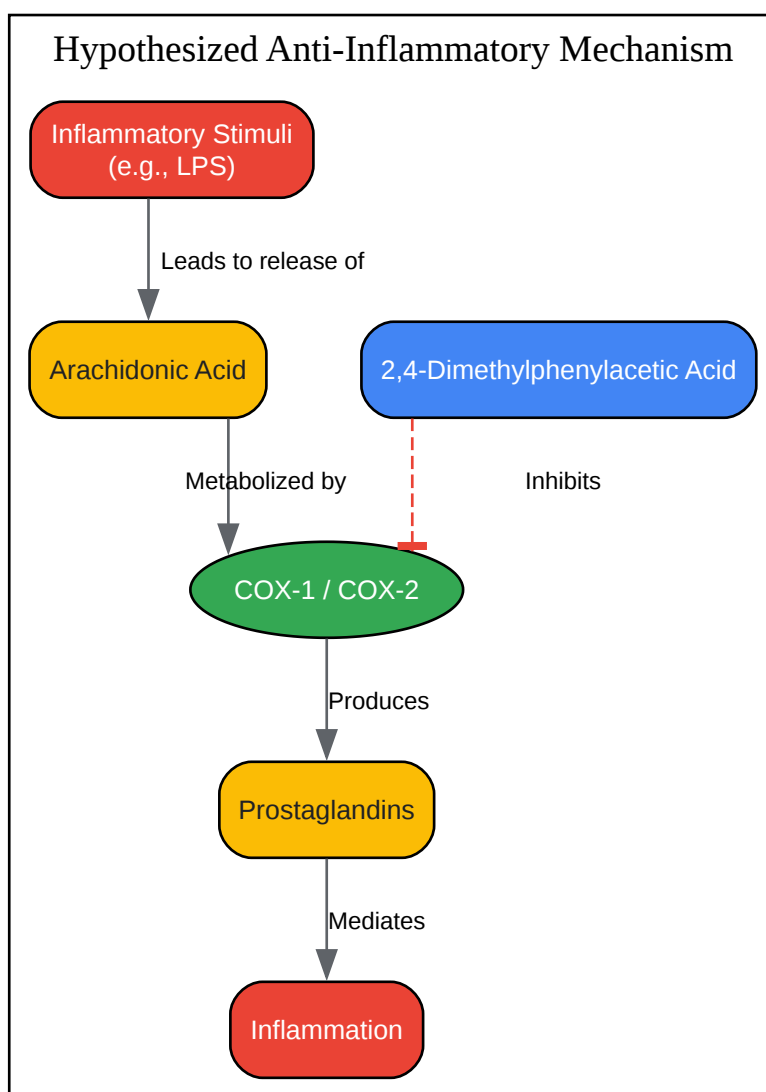 Hypothesized Anti-Inflammatory Mechanism
Inflammatory Stimuli
(e.g., LPS)
Leads to release of
Arachidonic Acid
2,4-Dimethylphenylacetic Acid
Metabolized by
Inhibits
COX-1 / COX-2
Produces
Prostaglandins
Mediates
Inflammation